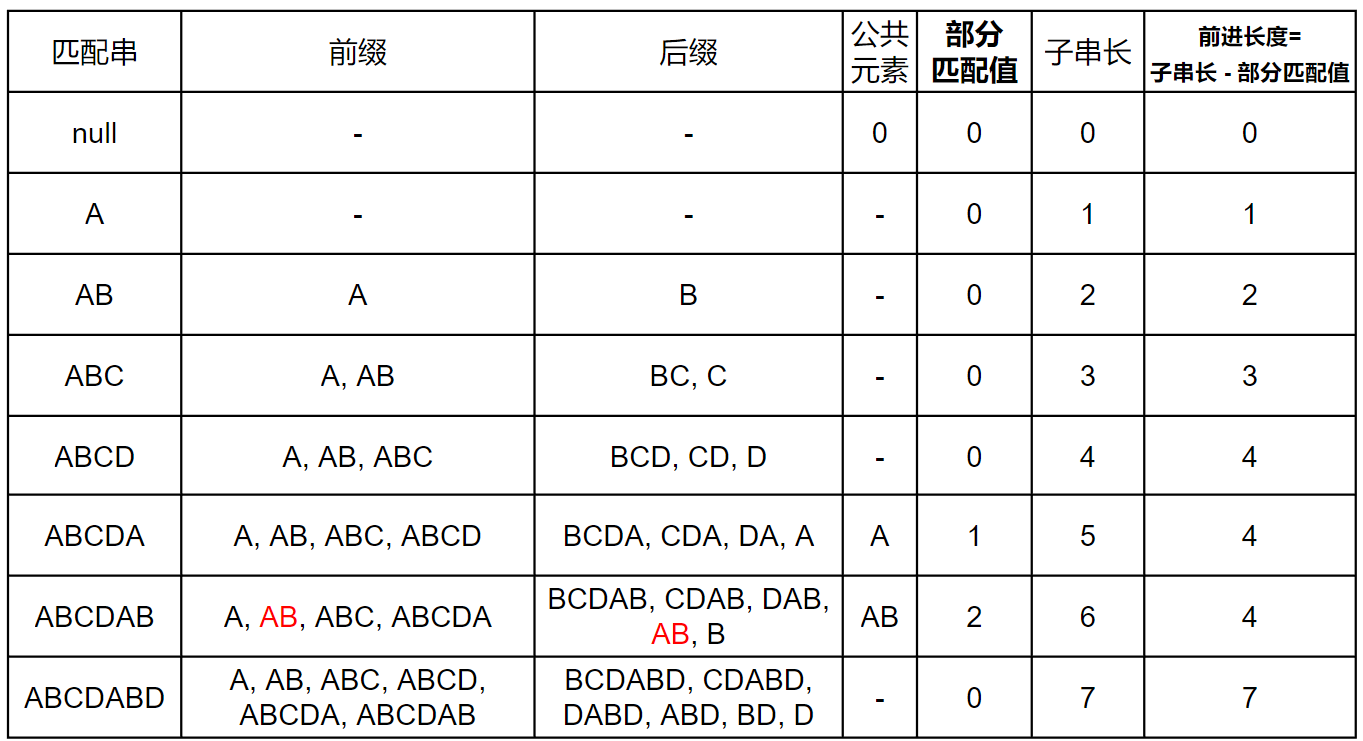 匹配串 前缀 后缀 公共 部分 子串长 前进长度=
元素 匹配值 子串长 - 部分匹配值
null - - 0 0 0 0
A - - - 0 1 1
AB A B - 0 2 2
ABC A, AB BC, C - 0 3 3
ABCD A, AB, ABC BCD, CD, D - 0 4 4
ABCDA A, AB, ABC, ABCD BCDA, CDA, DA, A A 1 5 4
ABCDAB A, AB, ABC, ABCDA BCDAB, CDAB, DAB, AB 2 6 4
AB, B
ABCDABD A, AB, ABC, ABCD, BCDABD, CDABD, - 0 7 7
ABCDA, ABCDAB DABD, ABD, BD, D